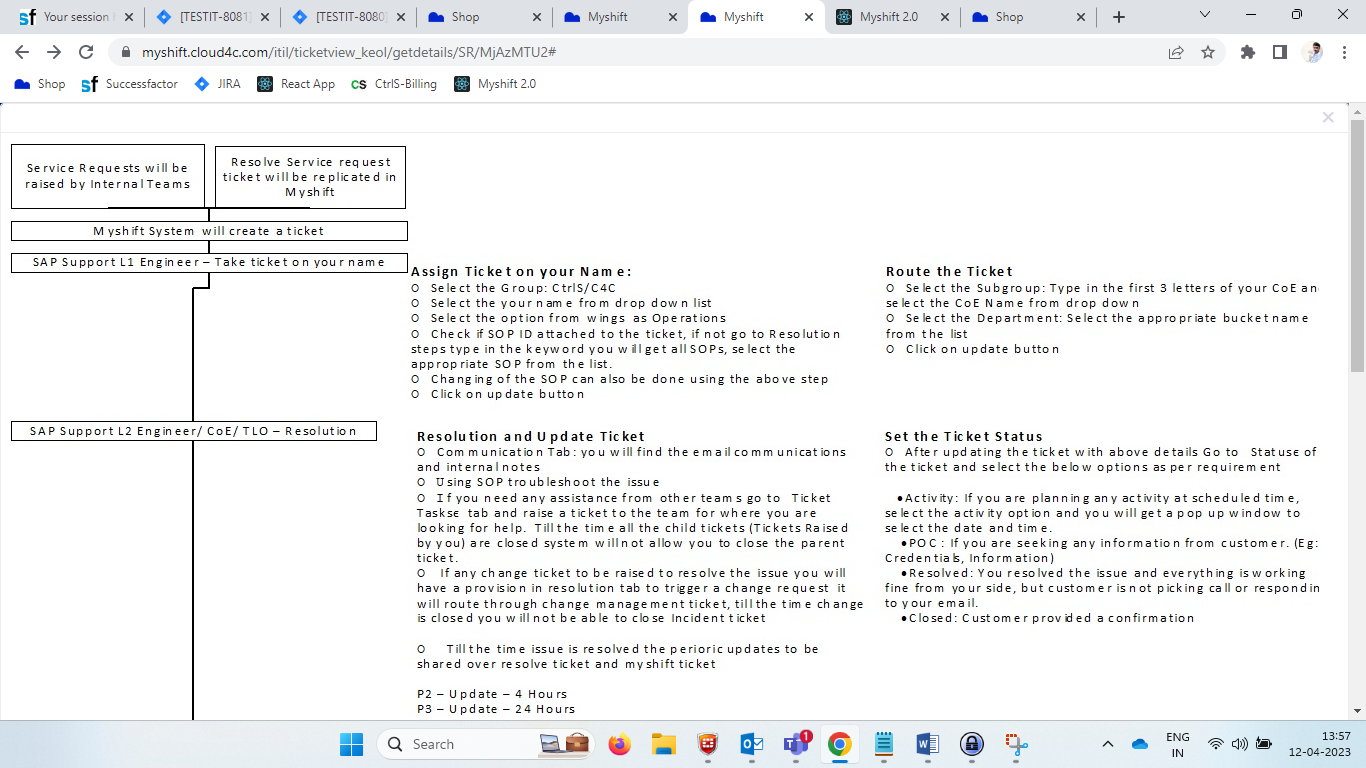 Your session
[TESTIT-8081]
[TESTIT-8080]
Shop
Myshift
Myshift
Myshift 2.0
Shop
myshift.cloud4c.com/itil/ticketview_keol/getdetails/SR/MjAzMTU2#
Shop
Successfactor
JIRA
React App
CtrlS-Billing
Myshift 2.0
Service Requests will be
raised by Internal Teams
Resolve Service request
ticket will be replicated in
Myshift
Myshift System will create a ticket
SAP Support L1 Engineer – Take ticket on your name
Assign Ticket on your Name:
O Select the Group: CtrlS/C4C
O Select the your name from drop down list
O Select the option from wings as Operations
O Check if SOP ID attached to the ticket, if not go to Resolution
steps type in the keyword you will get all SOPs, select the
appropriate SOP from the list.
O Changing of the SOP can also be done using the above step
O Click on update button
Route the Ticket
O Select the Subgroup: Type in the first 3 letters of your CoE an
select the CoE Name from drop down
O Select the Department: Select the appropriate bucket name
from the list
O Click on update button
SAP Support L2 Engineer/ CoE/ TLO – Resolution
Resolution and Update Ticket
O Communication Tab: you will find the email communications
and internal notes
O Using SOP troubleshoot the issue
O If you need any assistance from other teams go to Ticket
Taskse tab and raise a ticket to the team for where you are
looking for help. Till the time all the child tickets (Tickets Raised
by you) are closed system will not allow you to close the parent
ticket.
O If any change ticket to be raised to resolve the issue you will
have a provision in resolution tab to trigger a change request it
will route through change management ticket, till the time change
is closed you will not be able to close Incident ticket
O Till the time issue is resolved the perioric updates to be
shared over resolve ticket and myshift ticket
P2 – Update – 4 Hours
P3 – Update – 24 Hours
Set the Ticket Status
O After updating the ticket with above details Go to Statuse of
the ticket and select the below options as per requirement
•Activity: If you are planning any activity at scheduled time,
select the activity option and you will get a pop up window to
select the date and time.
•POC : If you are seeking any information from customer. (Eg:
Credentials, Information)
•Resolved: You resolved the issue and everything is working
fine from your side, but customer is not picking call or respondin
to your email.
•Closed: Customer provided a confirmation
Search
1
ENG
IN
13:57
12-04-2023